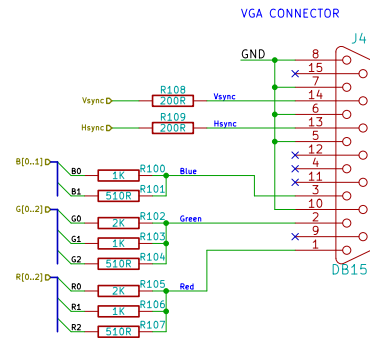 VGA CONNECTOR
J4
GND
8
15
7
R108
Vsync 200R Vsync 14
6
R109
Hsync 200R Hsync 13
5
12
B[0..1] B0 1K R100 Blue 4
11
B1 510R R101 3
10
G[0..2] G0 2K R102 Green 2
G1 1K R103 9
G2 510R R104 1
DB15
R[0..2] R0 2K R105 Red
R1 1K R106
R2 510R R107